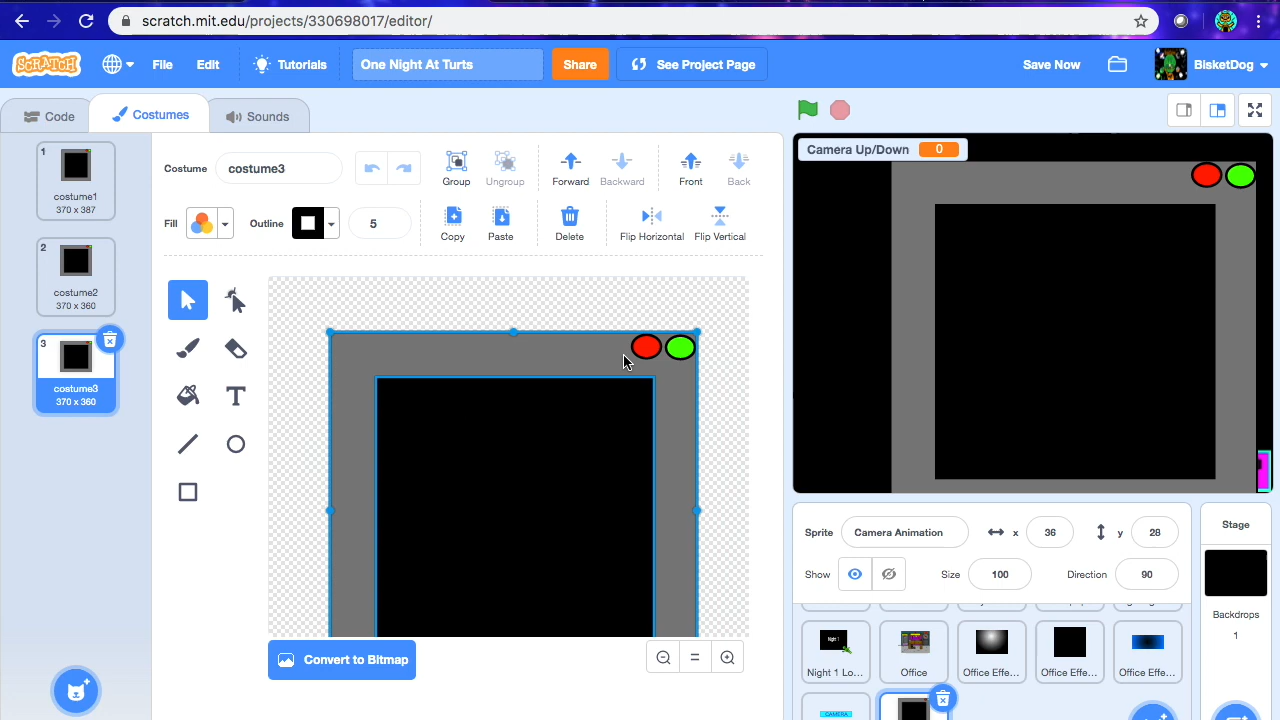 scratch.mit.edu/projects/330698017/editor/
SCRATCH
File
Edit
Tutorials
One Night At Turts
Share
See Project Page
Save Now
BisketDog
Code
Costumes
Sounds
1
costume1
370 x 387
2
costume2
370 x 360
3
costume3
370 x 360
Costume
costume3
Group
Ungroup
Forward
Backward
Front
Back
Fill
Outline
5
Copy
Paste
Delete
Flip Horizontal
Flip Vertical
Convert to Bitmap
Camera Up/Down 0
Sprite
Camera Animation
x
36
y
28
Show
Size
100
Direction
90
Night 1
Night 1 Lo...
Office
Office Effe...
Office Effe...
Office Effe...
CAMERA
Stage
Backdrops
1